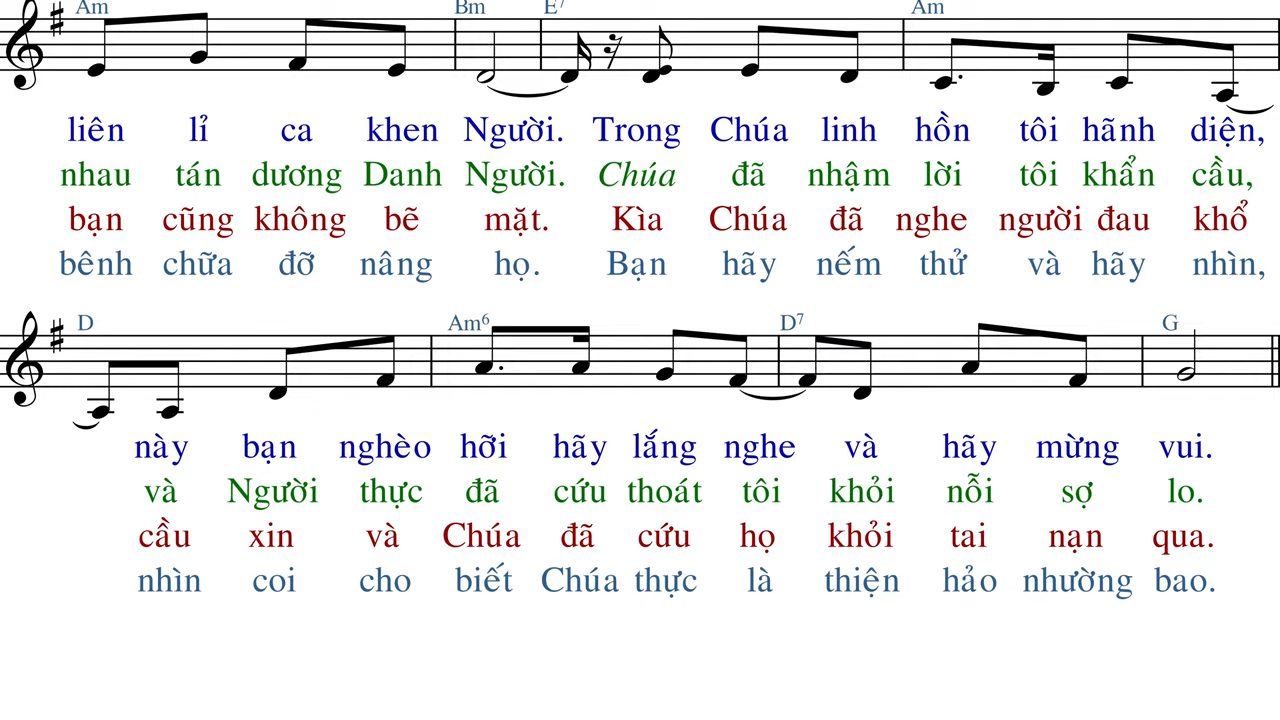 Am Bm E7 Am
liên lỉ ca khen Người. Trong Chúa linh hồn tôi hãnh diện,
nhau tán dương Danh Người. Chúa đã nhậm lời tôi khẩn cầu,
bạn cũng không bẽ mặt. Kìa Chúa đã nghe người đau khổ
bênh chữa đỡ nâng họ. Bạn hãy nếm thử và hãy nhìn,
D Am6 D7 G
này bạn nghèo hỡi hãy lắng nghe và hãy mừng vui.
và Người thực đã cứu thoát tôi khỏi nỗi sợ lo.
cầu xin và Chúa đã cứu họ khỏi tai nạn qua.
nhìn coi cho biết Chúa thực là thiện hảo nhường bao.